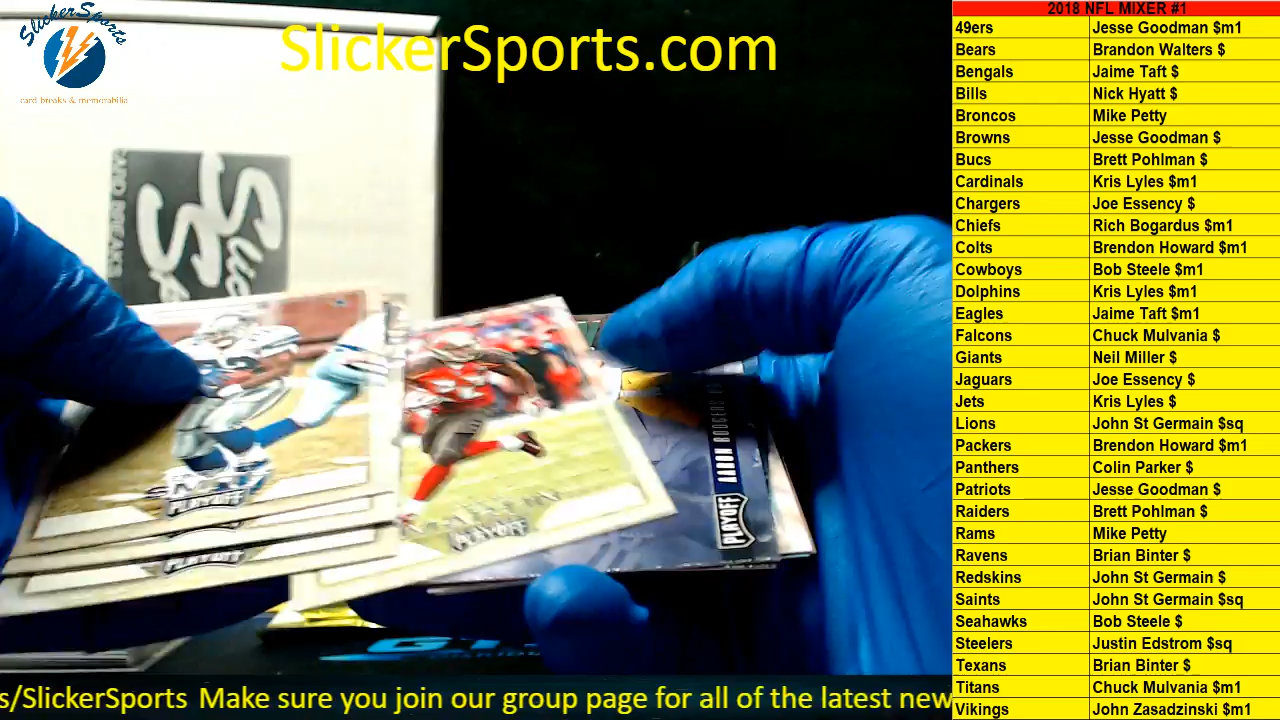 SlickerSports
card breaks & memorabilia
SlickerSports.com
CARD BREAKS
PLAYOFF
PLAYOFF
PLAYOFF
PLAYOFF
AARON RODGERS
s/SlickerSports Make sure you join our group page for all of the latest new
2018 NFL MIXER #1
49ers Jesse Goodman $m1
Bears Brandon Walters $
Bengals Jaime Taft $
Bills Nick Hyatt $
Broncos Mike Petty
Browns Jesse Goodman $
Bucs Brett Pohlman $
Cardinals Kris Lyles $m1
Chargers Joe Essency $
Chiefs Rich Bogardus $m1
Colts Brendon Howard $m1
Cowboys Bob Steele $m1
Dolphins Kris Lyles $m1
Eagles Jaime Taft $m1
Falcons Chuck Mulvania $
Giants Neil Miller $
Jaguars Joe Essency $
Jets Kris Lyles $
Lions John St Germain $sq
Packers Brendon Howard $m1
Panthers Colin Parker $
Patriots Jesse Goodman $
Raiders Brett Pohlman $
Rams Mike Petty
Ravens Brian Binter $
Redskins John St Germain $
Saints John St Germain $sq
Seahawks Bob Steele $
Steelers Justin Edstrom $sq
Texans Brian Binter $
Titans Chuck Mulvania $m1
Vikings John Zasadzinski $m1